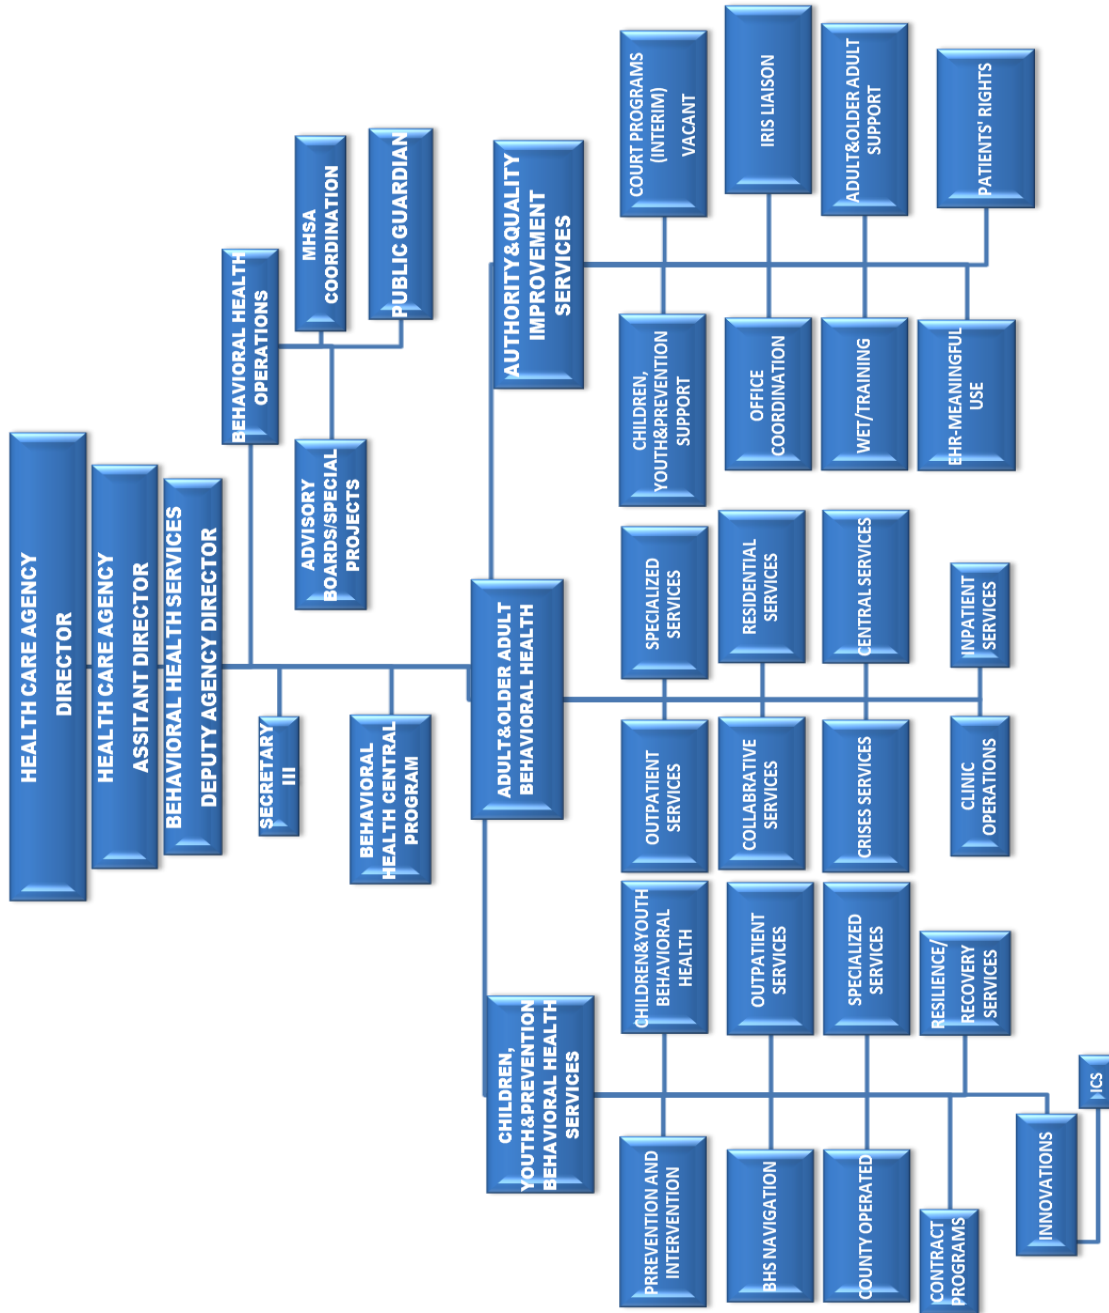 HEALTH CARE AGENCY
DIRECTOR
HEALTH CARE AGENCY
ASSITANT DIRECTOR
BEHAVIORAL HEALTH SERVICES
DEPUTY AGENCY DIRECTOR
SECRETARY
III
BEHAVIORAL HEALTH
OPERATIONS
BEHAVIORAL
HEALTH CENTRAL
PROGRAM
ADVISORY
BOARDS/SPECIAL
PROJECTS
MHSA
COORDINATION
PUBLIC GUARDIAN
CHILDREN,
YOUTH&PREVENTION
BEHAVIORAL HEALTH
SERVICES
ADULT&OLDER ADULT
BEHAVIORAL HEALTH
AUTHORITY&QUALITY
IMPROVEMENT
SERVICES
PRREVENTION AND
INTERVENTION
CHILDREN&YOUTH
BEHAVIORAL
HEALTH
BHS NAVIGATION
OUTPATIENT
SERVICES
COUNTY OPERATED
SPECIALIZED
SERVICES
CONTRACT
PROGRAMS
RESILIENCE/
RECOVERY
SERVICES
INNOVATIONS
ICS
OUTPATIENT
SERVICES
SPECIALIZED
SERVICES
COLLABRATIVE
SERVICES
RESIDENTIAL
SERVICES
CRISES SERVICES
CENTRAL SERVICES
CLINIC
OPERATIONS
INPATIENT
SERVICES
CHILDREN,
YOUTH&PREVENTION
SUPPORT
COURT PROGRAMS
(INTERIM)
VACANT
OFFICE
COORDINATION
IRIS LIAISON
WET/TRAINING
ADULT&OLDER ADULT
SUPPORT
EHR-MEANINGFUL
USE
PATIENTS' RIGHTS